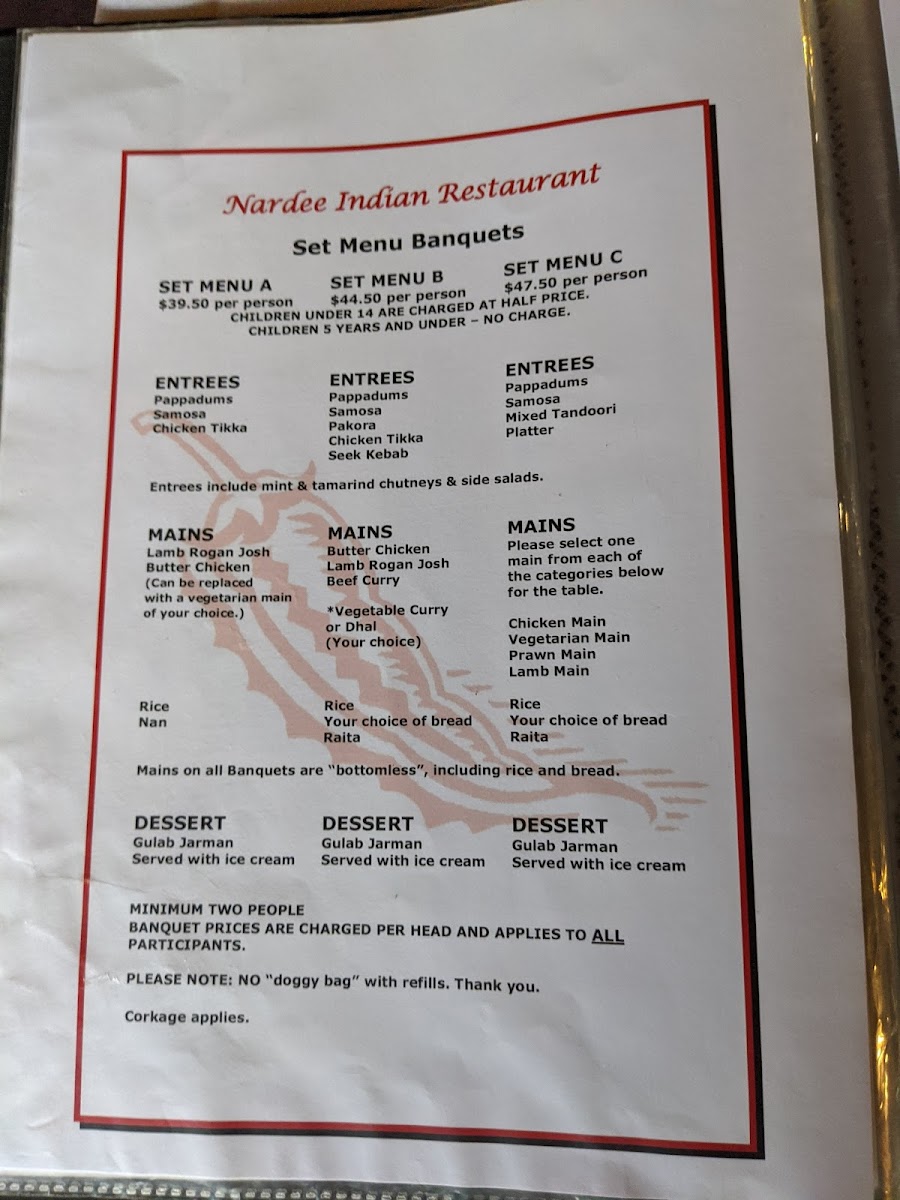 Nardee Indian Restaurant
Set Menu Banquets
SET MENU A
$39.50 per person
SET MENU B
$44.50 per person
SET MENU C
$47.50 per person
CHILDREN UNDER 14 ARE CHARGED AT HALF PRICE.
CHILDREN 5 YEARS AND UNDER – NO CHARGE.
ENTREES
Pappadums
Samosa
Chicken Tikka
ENTREES
Pappadums
Samosa
Pakora
Chicken Tikka
Seek Kebab
ENTREES
Pappadums
Samosa
Mixed Tandoori
Platter
Entrees include mint & tamarind chutneys & side salads.
MAINS
Lamb Rogan Josh
Butter Chicken
(Can be replaced
with a vegetarian main
of your choice.)
Rice
Nan
MAINS
Butter Chicken
Lamb Rogan Josh
Beef Curry
*Vegetable Curry
or Dhal
(Your choice)
Rice
Your choice of bread
Raita
MAINS
Please select one
main from each of
the categories below
for the table.
Chicken Main
Vegetarian Main
Prawn Main
Lamb Main
Rice
Your choice of bread
Raita
Mains on all Banquets are "bottomless", including rice and bread.
DESSERT
Gulab Jarman
Served with ice cream
DESSERT
Gulab Jarman
Served with ice cream
DESSERT
Gulab Jarman
Served with ice cream
MINIMUM TWO PEOPLE
BANQUET PRICES ARE CHARGED PER HEAD AND APPLIES TO ALL
PARTICIPANTS.
PLEASE NOTE: NO "doggy bag" with refills. Thank you.
Corkage applies.